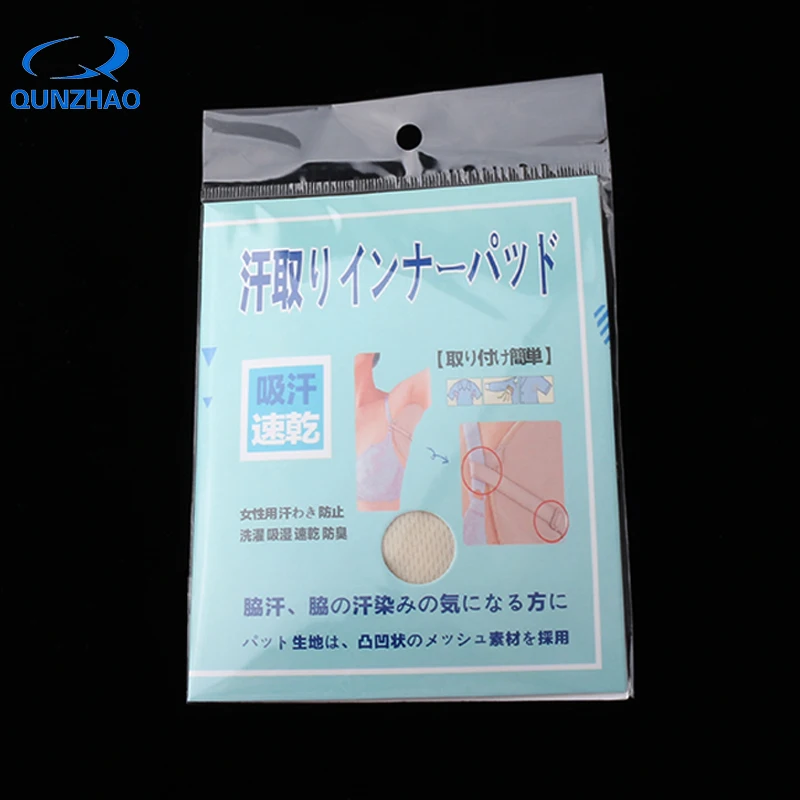 QUNZHAO
汗取りインナーパッド
【取り付け簡単】
吸汗
速乾
女性用 汗わき 防止
洗濯 吸湿 速乾 防臭
脇汗、脇の汗染みの気になる方に
パット生地は、凸凹状のメッシュ素材を採用